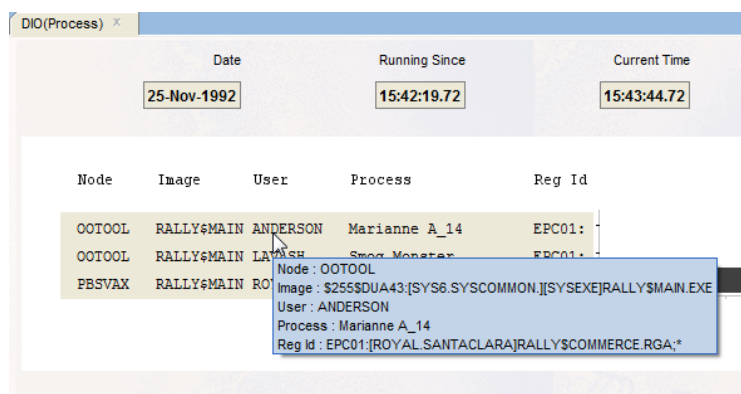 DIO(Process) ×
Date Running Since Current Time
25-Nov-1992 15:42:19.72 15:43:44.72
Node Image User Process Reg Id
OOTOOL RALLY$MAIN ANDERSON Marianne A_14 EPC01:
OOTOOL RALLY$MAIN Smog Monster EPC01:
PBSVAX RALLY$MAIN
Node : OOTOOL
Image : $255$DUA43:[SYS6.SYSCOMMON.][SYSEXE]RALLY$MAIN.EXE
User : ANDERSON
Process : Marianne A_14
Reg Id : EPC01:[ROYAL.SANTACLARA]RALLY$COMMERCE.RGA;*